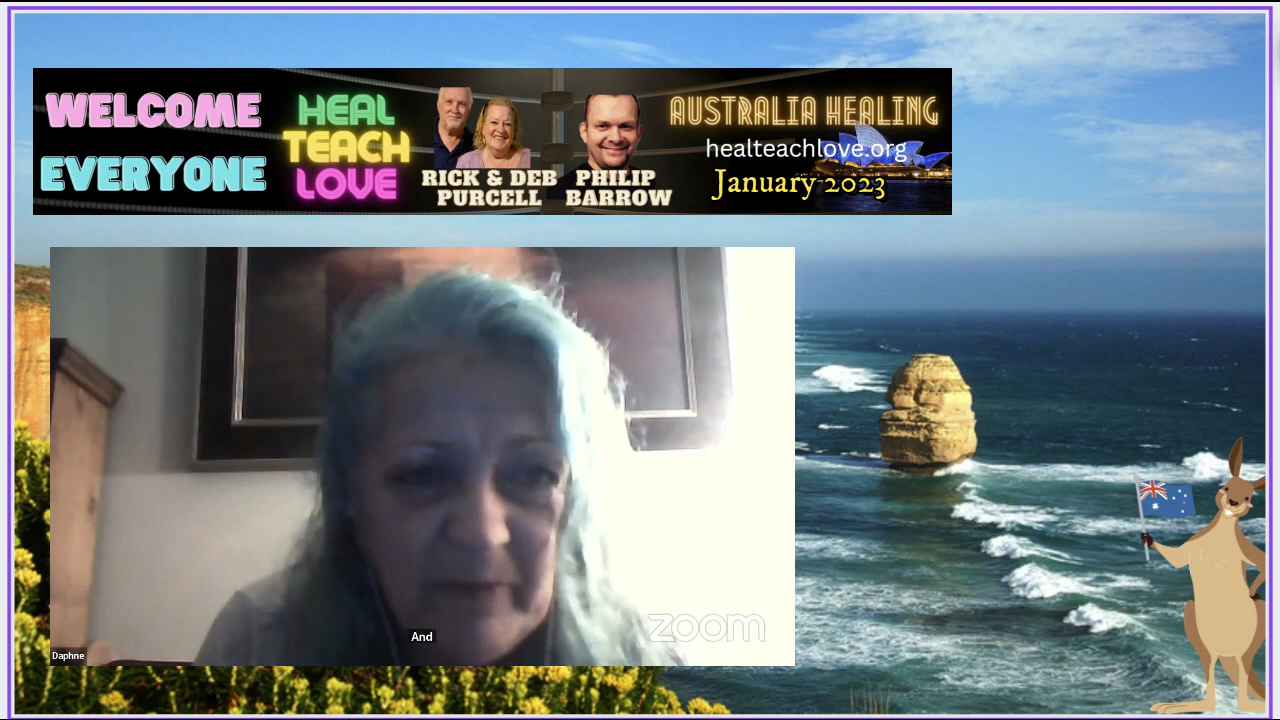 WELCOME
EVERYONE
HEAL
TEACH
LOVE
RICK & DEB
PURCELL
PHILIP
BARROW
AUSTRALIA HEALING
healteachlove.org
January 2023
And
zoom
Daphne